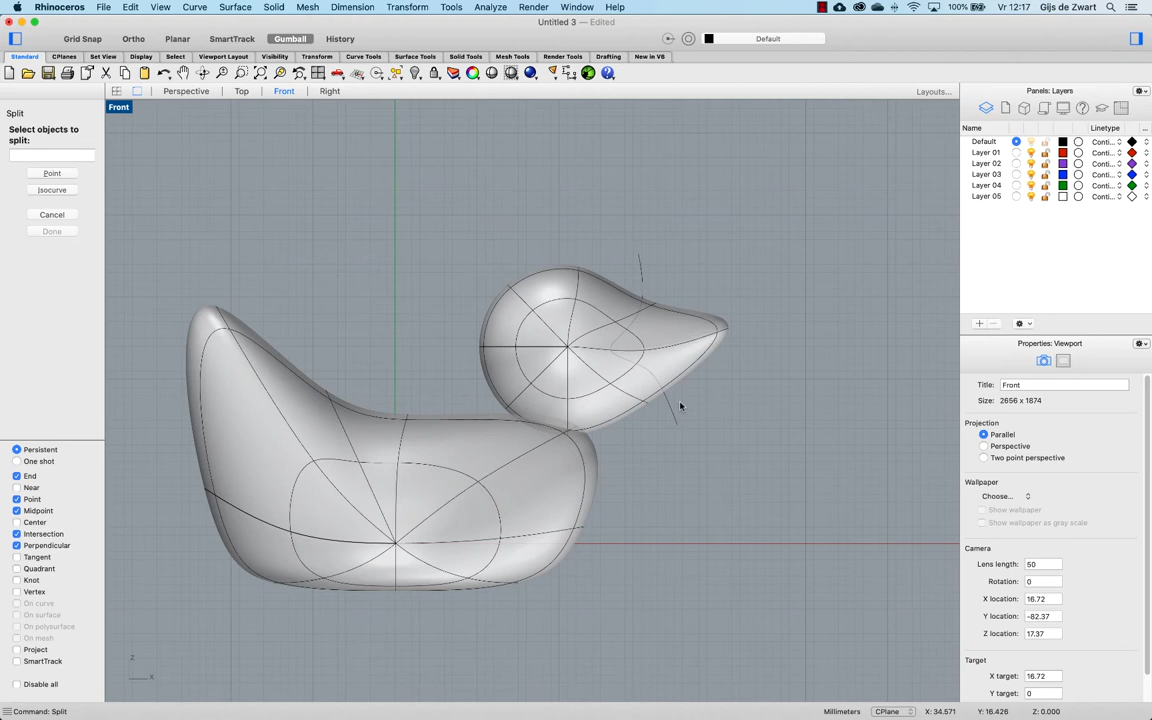 Rhinoceros File Edit View Curve Surface Solid Mesh Dimension Transform Tools Analyze Render Window Help 100% Vr 12:17 Gijs de Zwart
Untitled 3 — Edited
Grid Snap Ortho Planar SmartTrack Gumball History Default
Standard CPlanes Set View Display Select Viewport Layout Visibility Transform Curve Tools Surface Tools Solid Tools Mesh Tools Render Tools Drafting New in V6
Perspective Top Front Right Layouts...
Front
Split
Select objects to
split:
Point
Isocurve
Cancel
Done
Persistent
One shot
End
Near
Point
Midpoint
Center
Intersection
Perpendicular
Tangent
Quadrant
Knot
Vertex
On curve
On surface
On polysurface
On mesh
Project
SmartTrack
Disable all
z
x
Panels: Layers
Name Linetype ...
Default Conti...
Layer 01 Conti...
Layer 02 Conti...
Layer 03 Conti...
Layer 04 Conti...
Layer 05 Conti...
Properties: Viewport
Title: Front
Size: 2656 x 1874
Projection
Parallel
Perspective
Two point perspective
Wallpaper
Choose...
Show wallpaper
Show wallpaper as gray scale
Camera
Lens length: 50
Rotation: 0
X location: 16.72
Y location: -82.37
Z location: 17.37
Target
X target: 16.72
Y target: 0
Command: Split Millimeters CPlane X: 34.571 Y: 16.426 Z: 0.000